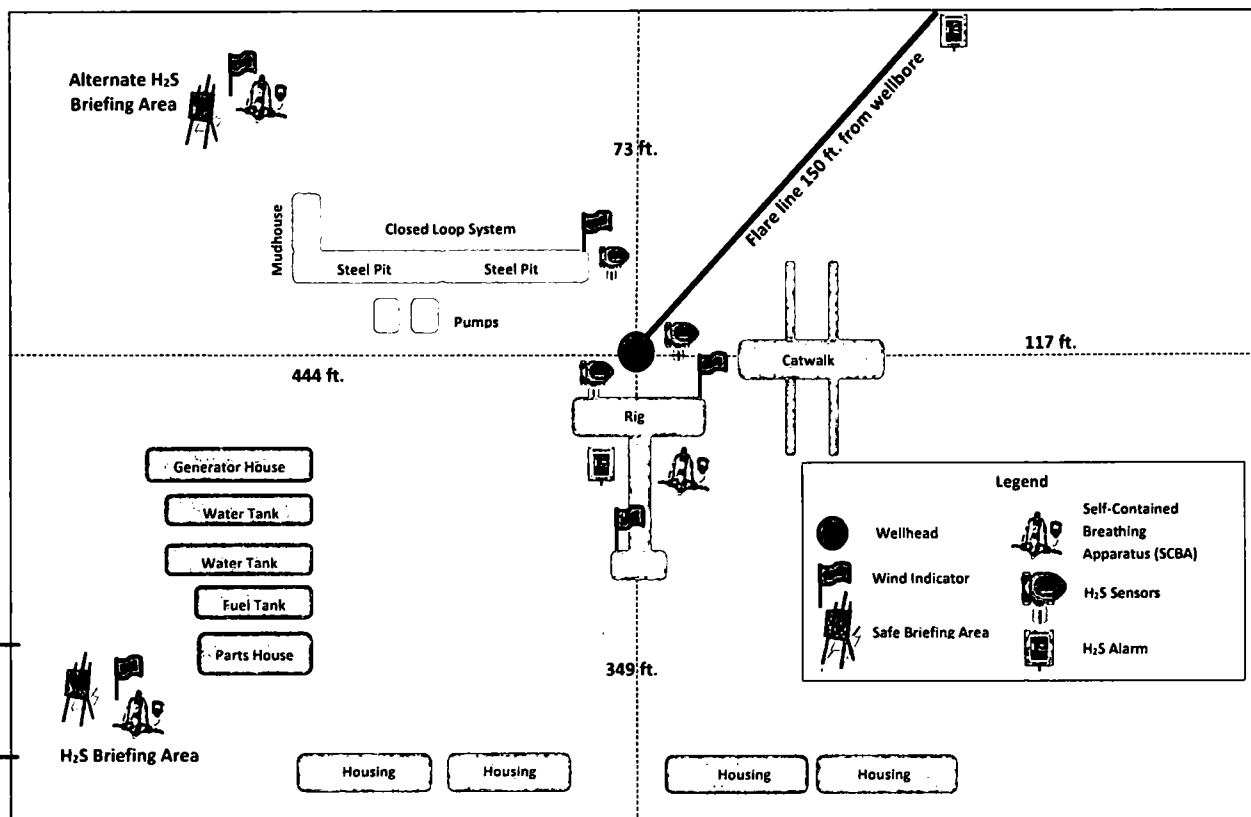 Alternate H₂S
Briefing Area
73 ft.
Flare line 150 ft. from wellbore
Mudhouse
Closed Loop System
Steel Pit
Steel Pit
Pumps
444 ft.
117 ft.
Catwalk
Rig
Generator House
Water Tank
Water Tank
Fuel Tank
Parts House
349 ft.
H₂S Briefing Area
Housing
Housing
Housing
Housing
Legend
Wellhead
Wind Indicator
Safe Briefing Area
Self-Contained
Breathing
Apparatus (SCBA)
H₂S Sensors
H₂S Alarm